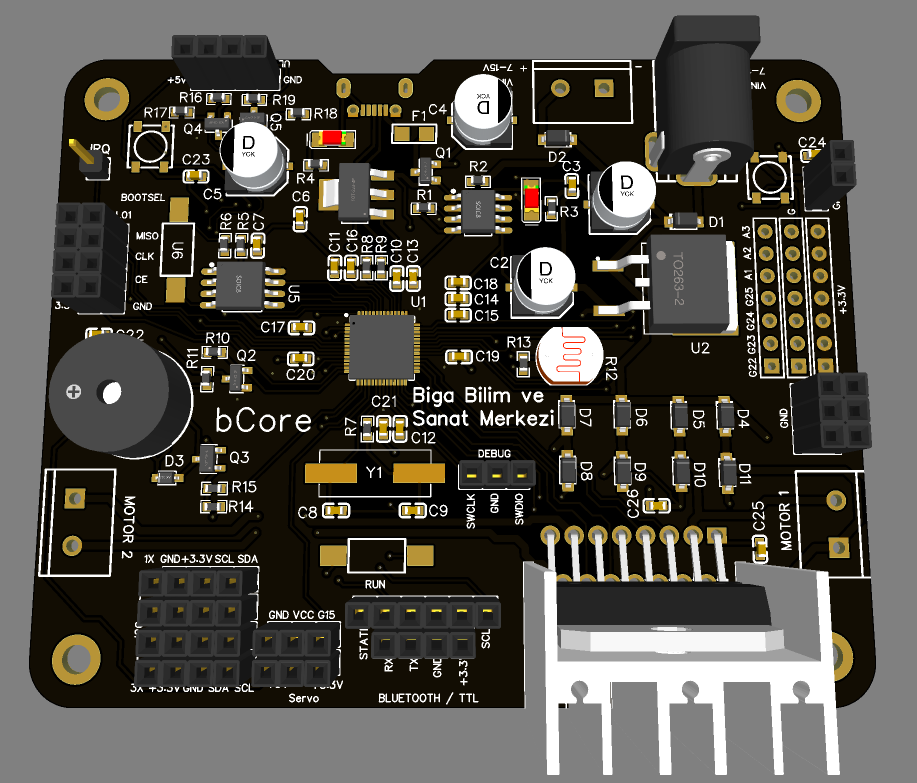 +5V
GND
R16
R19
R17
R18
Q4
Q5
IRQ
C23
C5
D
YCK
R4
C6
C4
D
YCK
F1
Q1
R1
R2
VIN
7-15V
+
-
D2
C3
R3
D
YCK
7-15V
VIN
C24
D1
BOOTSEL
U6
MISO
CLK
CE
GND
R6
R5
C7
U5
SOIC8
SOIC8
C11
C16
R8
R9
C10
C13
U1
C18
C14
C15
C2
D
YCK
TO263-2
U2
A3
A2
A1
G25
G24
G23
G22
G
+3.3V
C17
C20
C19
C22
R10
R11
Q2
R13
R12
bCore
Biga Bilim ve
Sanat Merkezi
C21
R7
C12
D7
D6
D5
D4
GND
D3
Q3
R15
R14
Y1
C8
C9
DEBUG
SWCLK
GND
SWDIO
D8
D9
D10
D11
C26
C25
MOTOR 1
MOTOR 2
1X GND +3.3V SCL SDA
3X +3.3V GND SDA SCL
RUN
GND VCC G15
Servo
STAT
RX
TX
GND
+3.3V
SCL
BLUETOOTH / TTL